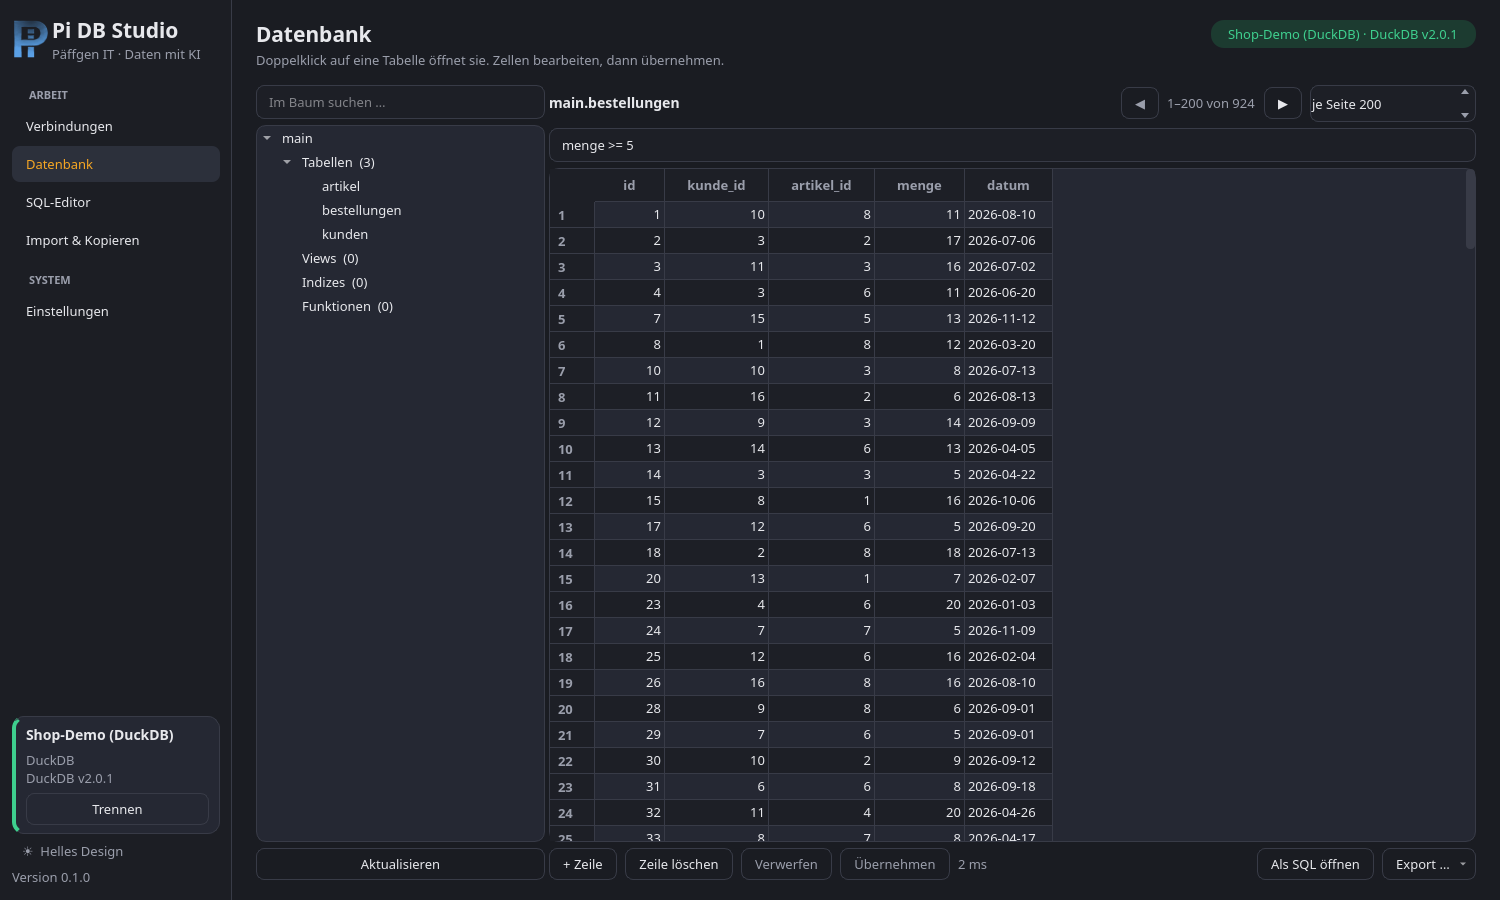 Pi DB Studio
Päffgen IT · Daten mit KI
ARBEIT
Verbindungen
Datenbank
SQL-Editor
Import & Kopieren
SYSTEM
Einstellungen
Shop-Demo (DuckDB)
DuckDB
DuckDB v2.0.1
Trennen
☀ Helles Design
Version 0.1.0
Datenbank
Doppelklick auf eine Tabelle öffnet sie. Zellen bearbeiten, dann übernehmen.
Shop-Demo (DuckDB) · DuckDB v2.0.1
Im Baum suchen ...
main
Tabellen (3)
artikel
bestellungen
kunden
Views (0)
Indizes (0)
Funktionen (0)
Aktualisieren
main.bestellungen
◀ 1–200 von 924 ▶ je Seite 200
menge >= 5
id kunde_id artikel_id menge datum
1 1 10 8 11 2026-08-10
2 2 3 2 17 2026-07-06
3 3 11 3 16 2026-07-02
4 4 3 6 11 2026-06-20
5 7 15 5 13 2026-11-12
6 8 1 8 12 2026-03-20
7 10 10 3 8 2026-07-13
8 11 16 2 6 2026-08-13
9 12 9 3 14 2026-09-09
10 13 14 6 13 2026-04-05
11 14 3 3 5 2026-04-22
12 15 8 1 16 2026-10-06
13 17 12 6 5 2026-09-20
14 18 2 8 18 2026-07-13
15 20 13 1 7 2026-02-07
16 23 4 6 20 2026-01-03
17 24 7 7 5 2026-11-09
18 25 12 6 16 2026-02-04
19 26 16 8 16 2026-08-10
20 28 9 8 6 2026-09-01
21 29 7 6 5 2026-09-01
22 30 10 2 9 2026-09-12
23 31 6 6 8 2026-09-18
24 32 11 4 20 2026-04-26
25 33 8 7 8 2026-04-17
+ Zeile Zeile löschen Verwerfen Übernehmen 2 ms Als SQL öffnen Export ...